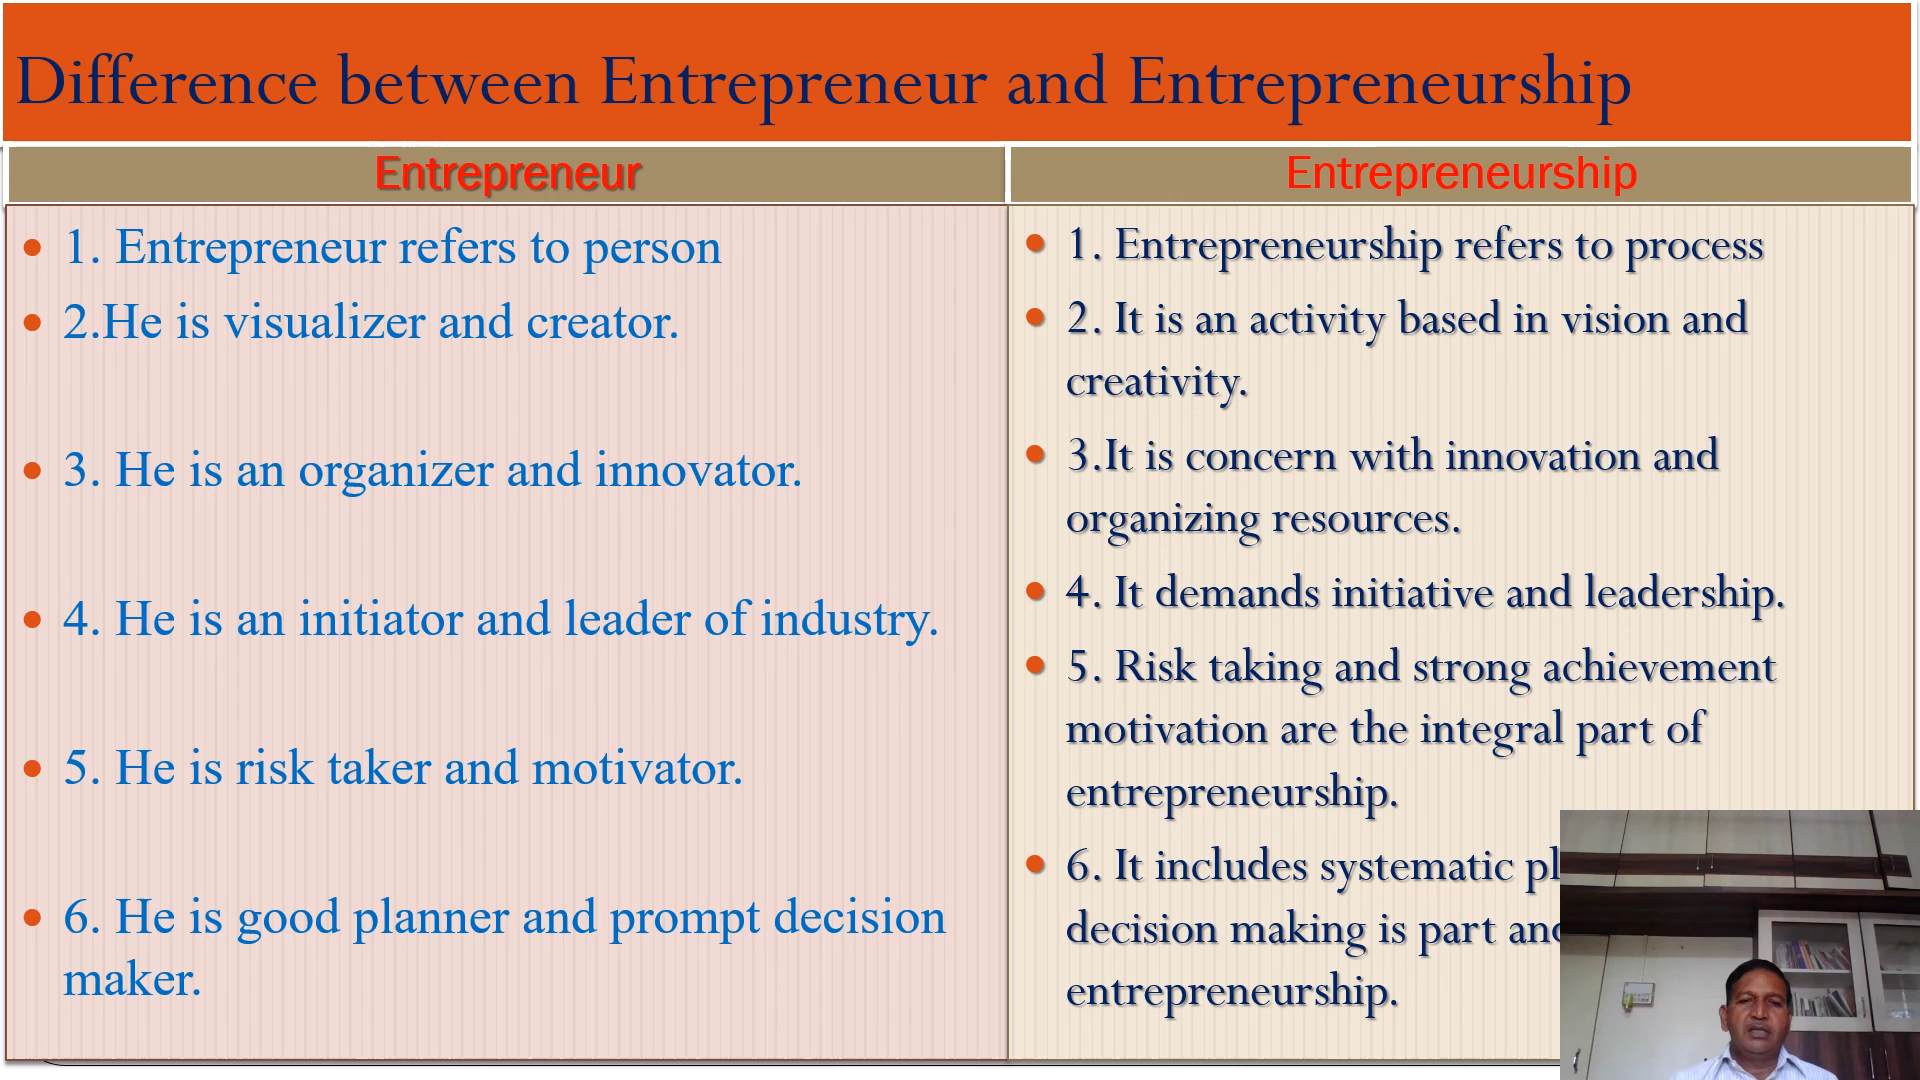 Difference between Entrepreneur and Entrepreneurship
Entrepreneur
1. Entrepreneur refers to person
2.He is visualizer and creator.
3. He is an organizer and innovator.
4. He is an initiator and leader of industry.
5. He is risk taker and motivator.
6. He is good planner and prompt decision
maker.
Entrepreneurship
1. Entrepreneurship refers to process
2. It is an activity based in vision and
creativity.
3.It is concern with innovation and
organizing resources.
4. It demands initiative and leadership.
5. Risk taking and strong achievement
motivation are the integral part of
entrepreneurship.
6. It includes systematic
decision making is part
entrepreneurship.